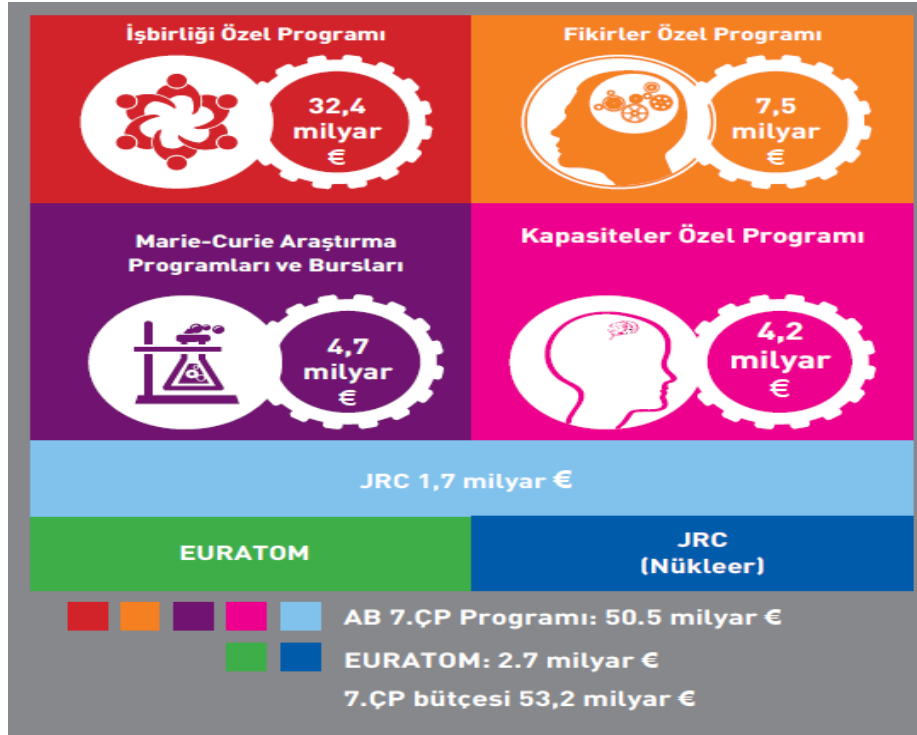 İşbirliği Özel Programı
32,4
milyar
€
Fikirler Özel Programı
7,5
milyar
€
Marie-Curie Araştırma
Programları ve Bursları
4,7
milyar
€
Kapasiteler Özel Programı
4,2
milyar
€
JRC 1,7 milyar €
EURATOM
JRC
(Nükleer)
AB 7.ÇP Programı: 50.5 milyar €
EURATOM: 2.7 milyar €
7.ÇP bütçesi 53,2 milyar €